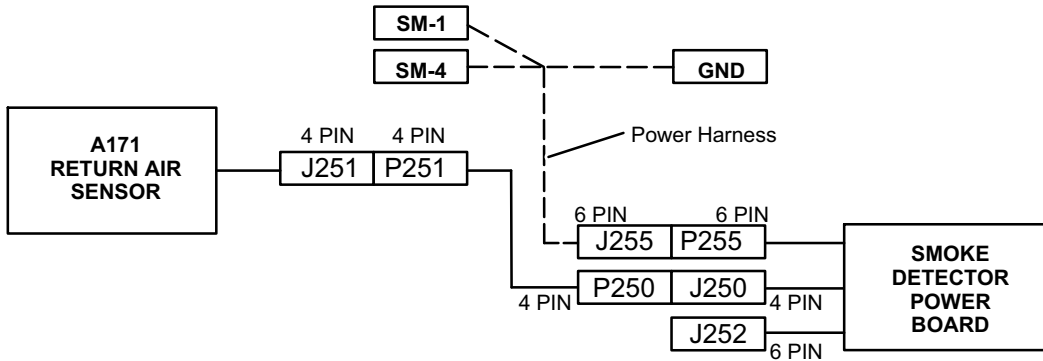 SM-1
SM-4
GND
A171
RETURN AIR
SENSOR
4 PIN
4 PIN
J251
P251
Power Harness
6 PIN
6 PIN
J255
P255
4 PIN
P250
J250
4 PIN
J252
6 PIN
SMOKE
DETECTOR
POWER
BOARD